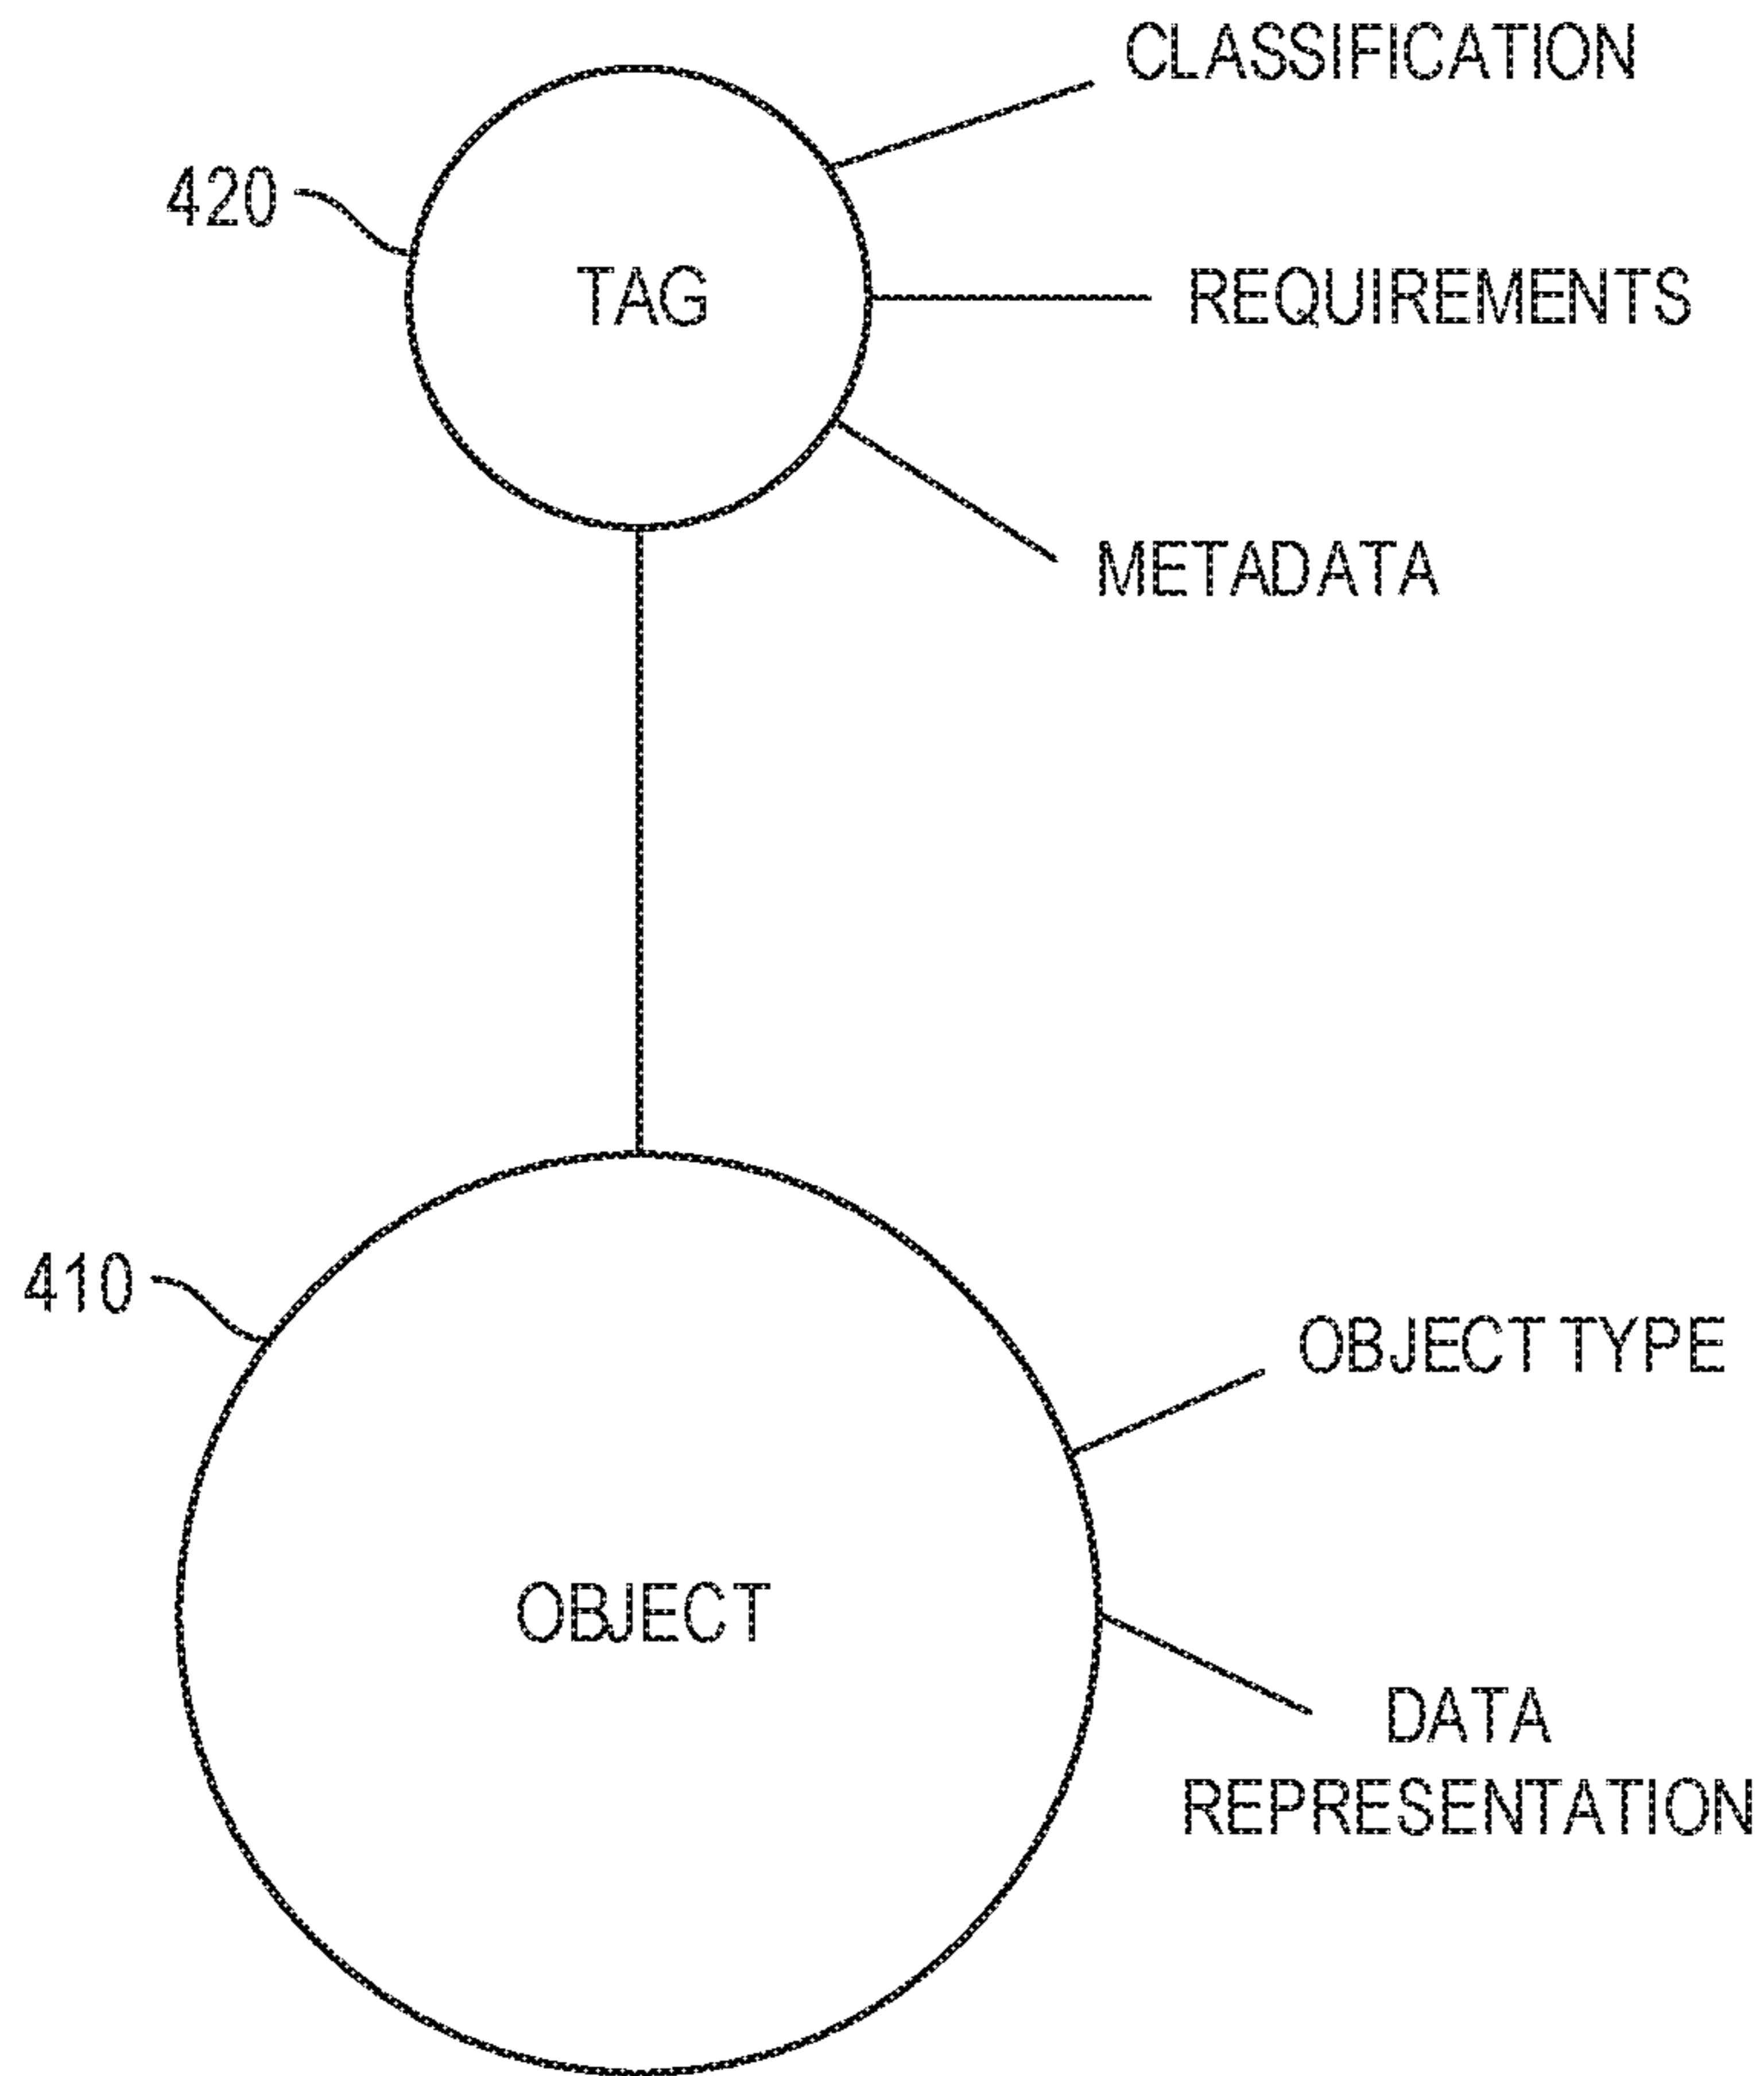 CLASSIFICATION
420
TAG
REQUIREMENTS
METADATA
410
OBJECT TYPE
OBJECT
DATA
REPRESENTATION